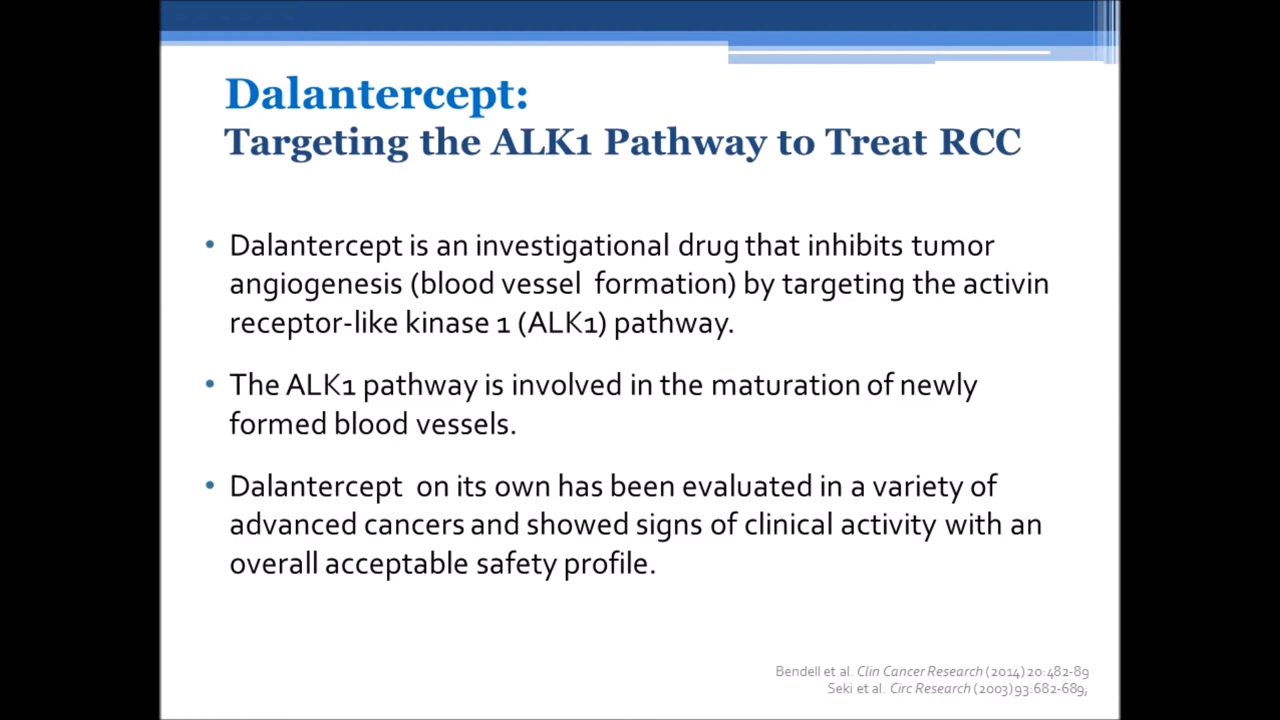 Dalantercept:
Targeting the ALK1 Pathway to Treat RCC
• Dalantercept is an investigational drug that inhibits tumor
angiogenesis (blood vessel formation) by targeting the activin
receptor-like kinase 1 (ALK1) pathway.
• The ALK1 pathway is involved in the maturation of newly
formed blood vessels.
• Dalantercept on its own has been evaluated in a variety of
advanced cancers and showed signs of clinical activity with an
overall acceptable safety profile.
Bendell et al. Clin Cancer Research (2014) 20:482-89
Seki et al. Circ Research (2003) 93:682-689;